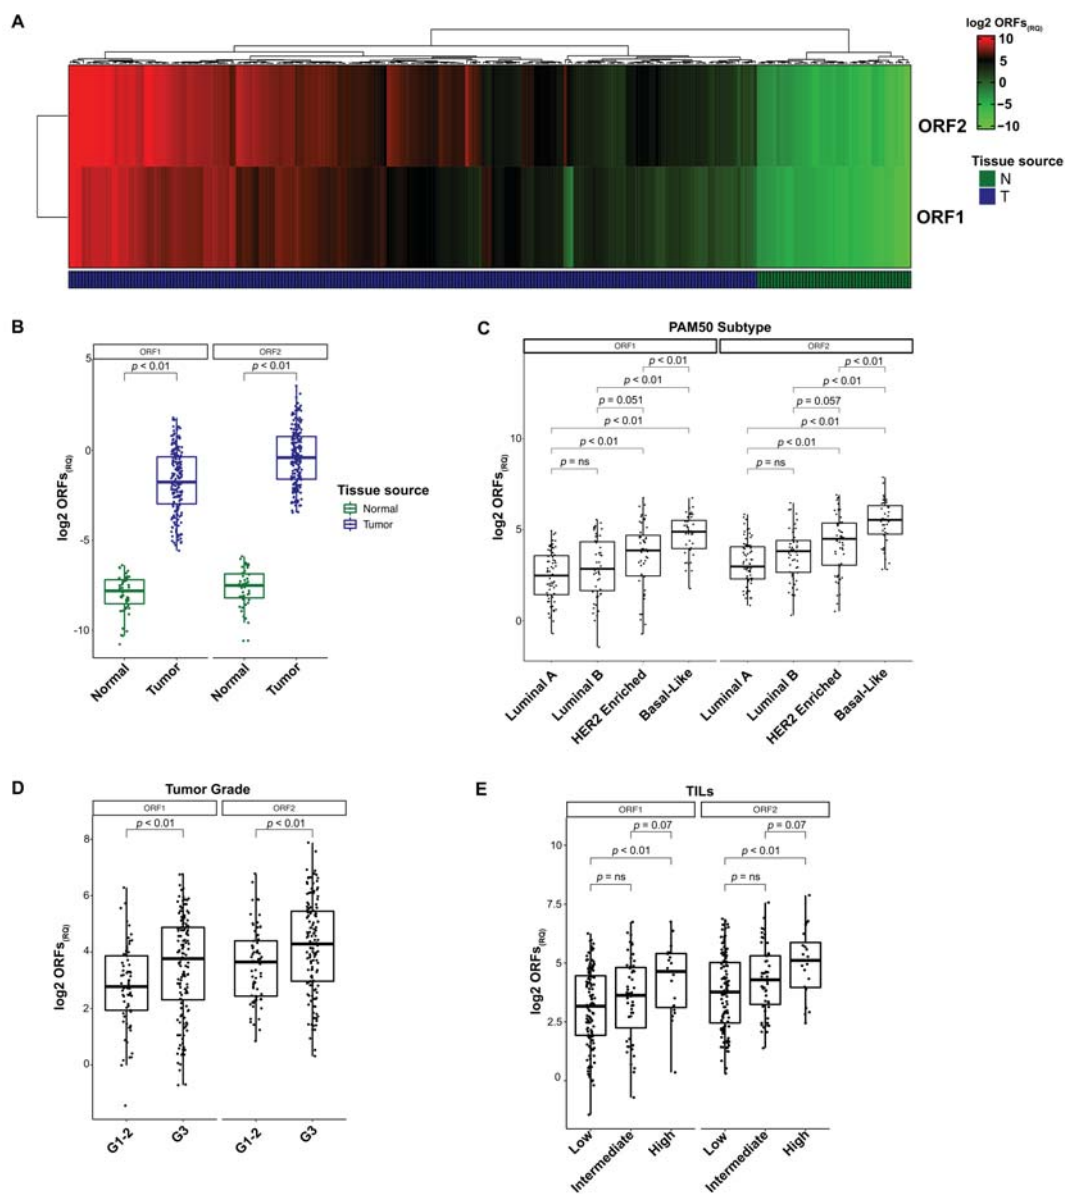 A
log2 ORFs(RQ)
10
5
0
−5
−10
ORF2
ORF1
Tissue source
N
T
B
ORF1
ORF2
p < 0.01
p < 0.01
5
0
-5
-10
log2 ORFs(RQ)
Normal
Tumor
Normal
Tumor
Tissue source
Normal
Tumor
C
PAM50 Subtype
ORF1
ORF2
p < 0.01
p < 0.01
p = 0.051
p < 0.01
p < 0.01
p = ns
p < 0.01
p < 0.01
p = 0.057
p < 0.01
p < 0.01
p = ns
10
5
0
log2 ORFs(RQ)
Luminal A
Luminal B
HER2 Enriched
Basal-Like
Luminal A
Luminal B
HER2 Enriched
Basal-Like
D
Tumor Grade
ORF1
ORF2
p < 0.01
p < 0.01
8
6
4
2
0
log2 ORFs(RQ)
G1-2
G3
G1-2
G3
E
TILs
ORF1
ORF2
p = 0.07
p < 0.01
p = ns
p = 0.07
p < 0.01
p = ns
10
7.5
5
2.5
0
log2 ORFs(RQ)
Low
Intermediate
High
Low
Intermediate
High